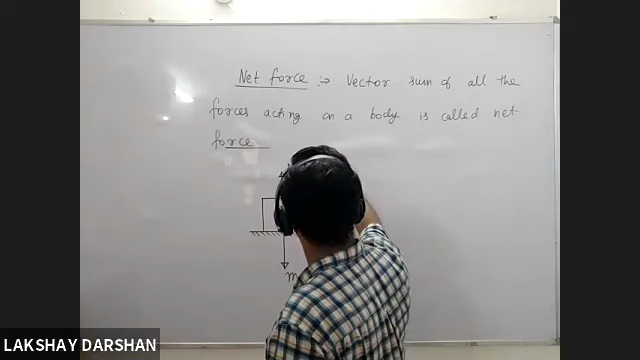 Net force :→ Vector sum of all the
forces acting on a body is called net
force
m
LAKSHAY DARSHAN